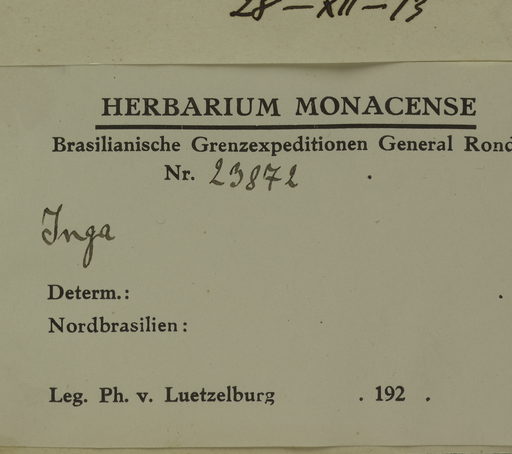 28-XII-13
HERBARIUM MONACENSE
Brasilianische Grenzexpeditionen General Rond
Nr. 23872 .
Inga
Determ.: .
Nordbrasilien:
Leg. Ph. v. Luetzelburg . 192 .